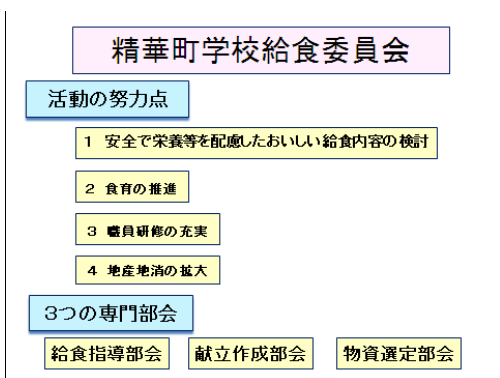 精華町学校給食委員会
活動の努力点
1 安全で栄養等を配慮したおいしい給食内容の検討
2 食育の推進
3 職員研修の充実
4 地産地消の拡大
3つの専門部会
給食指導部会 献立作成部会 物資選定部会